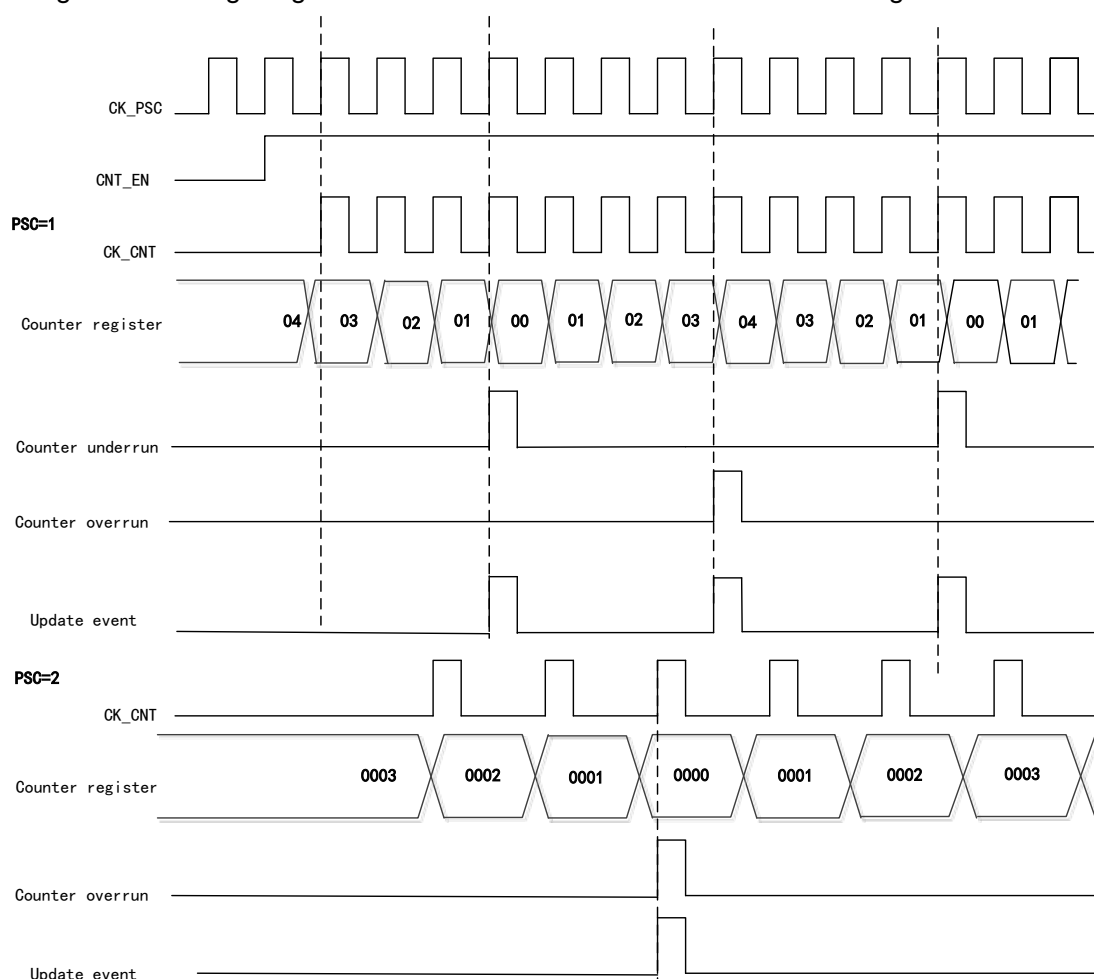 CK_PSC
CNT_EN
PSC=1
CK_CNT
Counter register 04 03 02 01 00 01 02 03 04 03 02 01 00 01
Counter underrun
Counter overrun
Update event
PSC=2
CK_CNT
Counter register 0003 0002 0001 0000 0001 0002 0003
Counter overrun
Update event